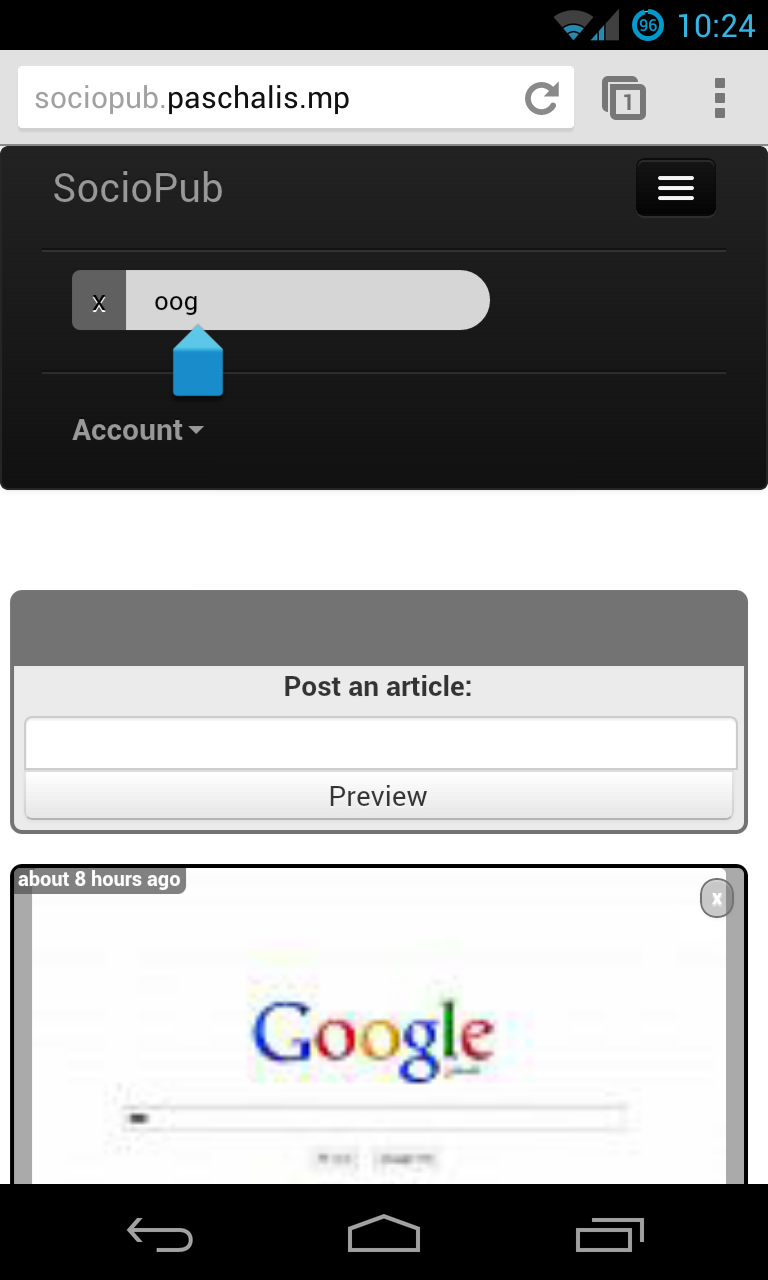 96 10:24
sociopub.paschalis.mp 1
SocioPub
x oog
Account
Post an article:
Preview
about 8 hours ago
x
Google